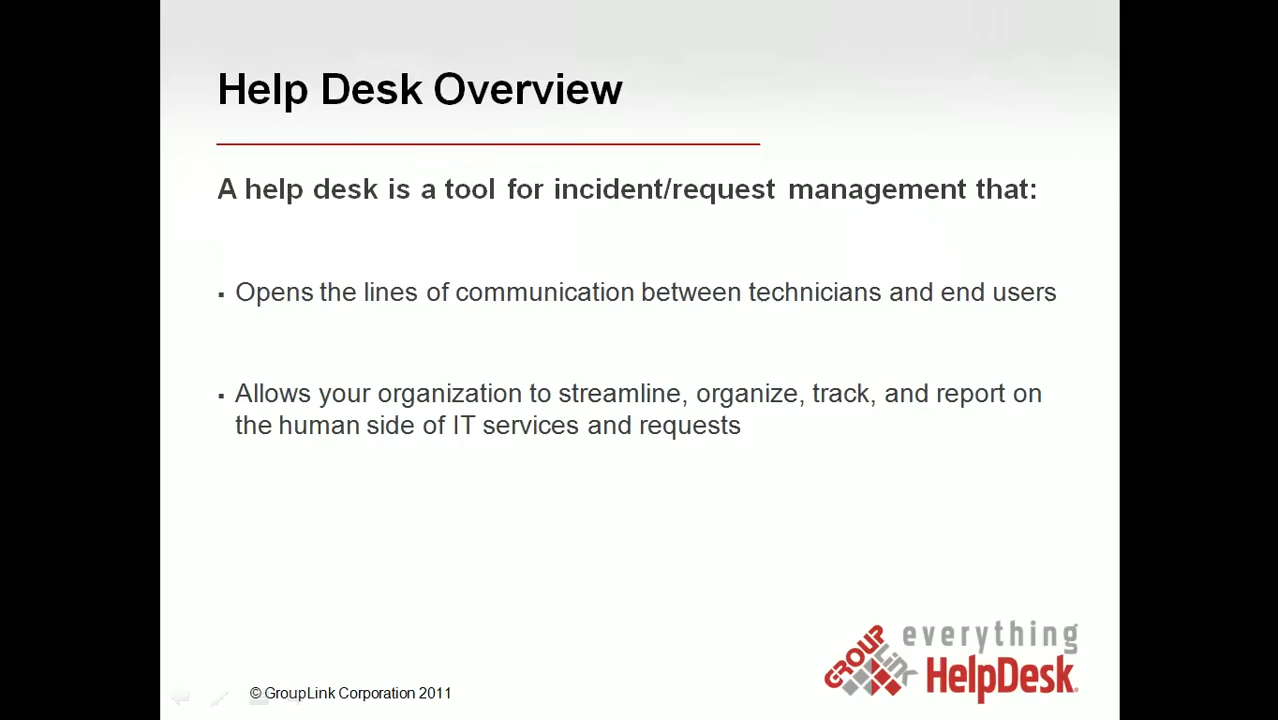 Help Desk Overview
A help desk is a tool for incident/request management that:
▪ Opens the lines of communication between technicians and end users
▪ Allows your organization to streamline, organize, track, and report on
the human side of IT services and requests
© GroupLink Corporation 2011
GROUP Link
everything
HelpDesk®